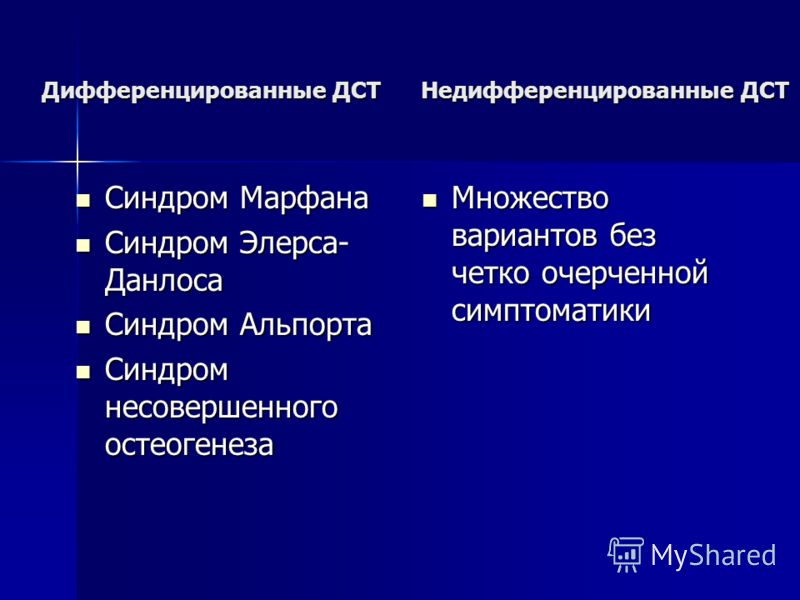 Дифференцированные ДСТ
Недифференцированные ДСТ
Синдром Марфана
Синдром Элерса-
Данлоса
Синдром Альпорта
Синдром
несовершенного
остеогенеза
Множество
вариантов без
четко очерченной
симптоматики
MyShared